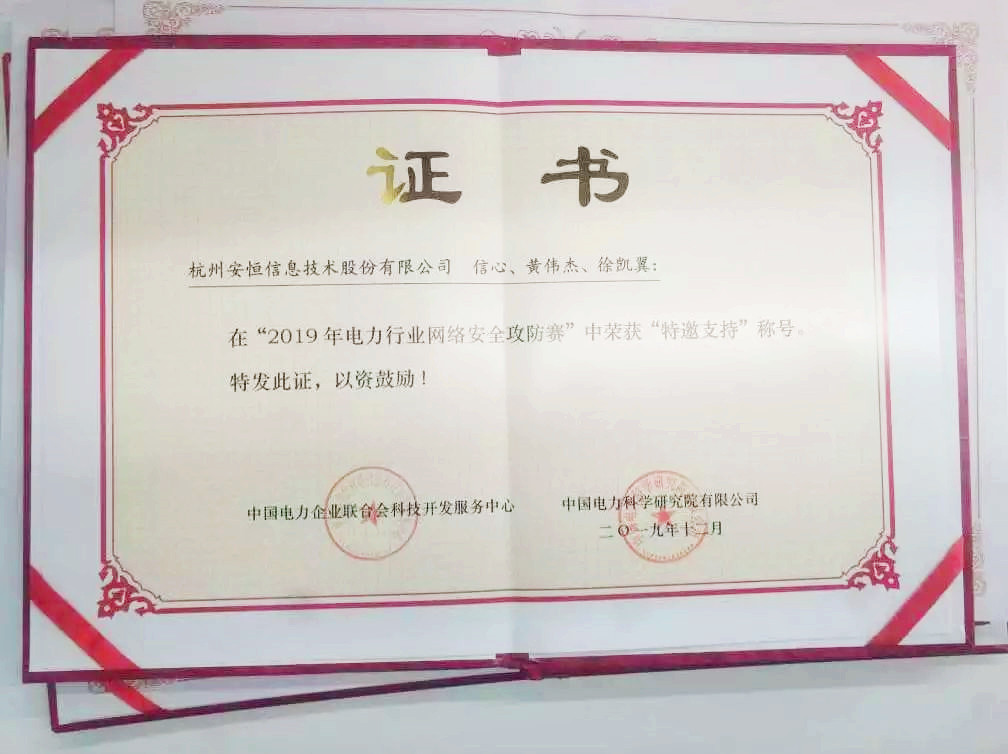 证 书
杭州安恒信息技术股份有限公司 信心、黄伟杰、徐凯翼:
在“2019年电力行业网络安全攻防赛”中荣获“特邀支持”称号。
特发此证，以资鼓励！
中国电力企业联合会科技开发服务中心
中国电力科学研究院有限公司
二〇一九年十二月